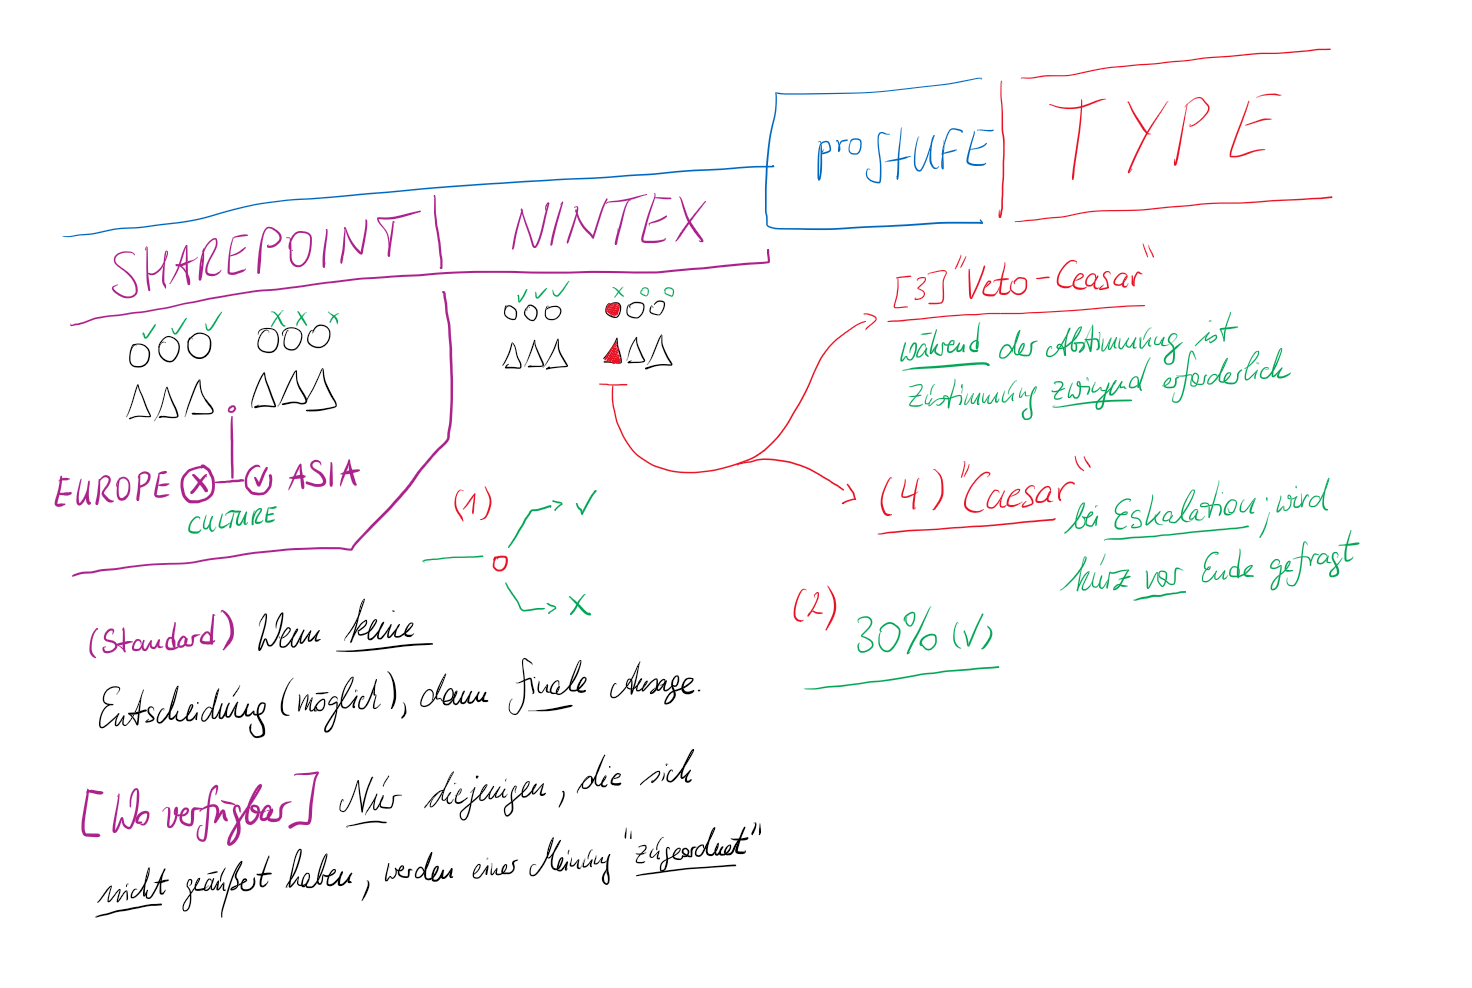 pro StUFE
TYPE
SHAREPOINT
NINTEX
[3] "Veto-Ceasar"
während der Abstimmung ist
Zustimmung zwingend erforderlich
EUROPE X ✓ ASIA
CULTURE
(1)
✓
X
(4) "Caesar"
bei Eskalation; wird
kurz vor Ende gefragt
(2)
30% (✓)
(Standard) Wenn keine
Entscheidung (möglich), dann finale Aussage.
[Wo verfügbar] Nur diejenigen, die sich
nicht geäußert haben, werden einer Meinung "zugeordnet"